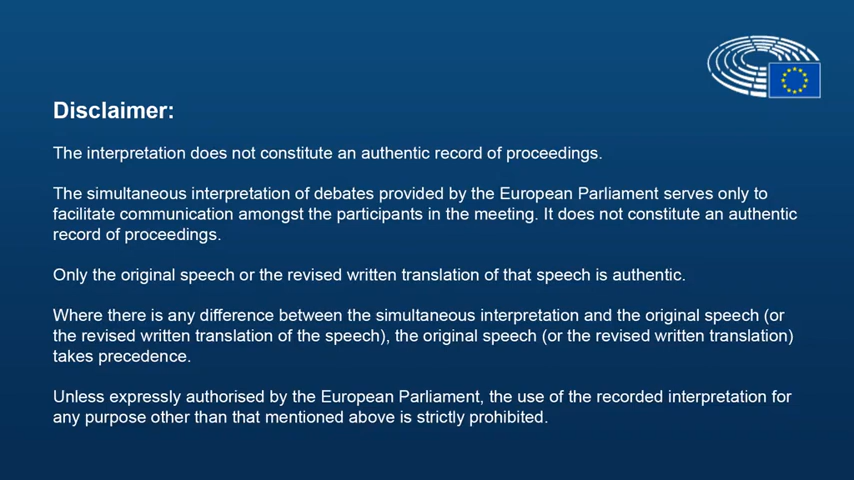 Disclaimer:
The interpretation does not constitute an authentic record of proceedings.
The simultaneous interpretation of debates provided by the European Parliament serves only to
facilitate communication amongst the participants in the meeting. It does not constitute an authentic
record of proceedings.
Only the original speech or the revised written translation of that speech is authentic.
Where there is any difference between the simultaneous interpretation and the original speech (or
the revised written translation of the speech), the original speech (or the revised written translation)
takes precedence.
Unless expressly authorised by the European Parliament, the use of the recorded interpretation for
any purpose other than that mentioned above is strictly prohibited.